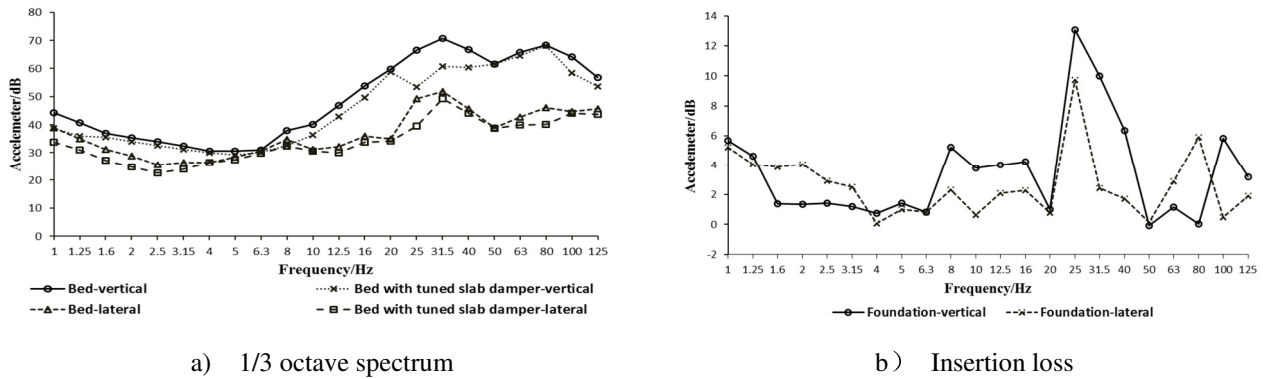 80
70
60
50
40
30
20
10
0
Accelemeter/dB
1 1.25 1.6 2 2.5 3.15 4 5 6.3 8 10 12.5 16 20 25 31.5 40 50 63 80 100 125
Frequency/Hz
Bed-vertical
Bed with tuned slab damper-vertical
Bed-lateral
Bed with tuned slab damper-lateral
a) 1/3 octave spectrum
14
12
10
8
6
4
2
0
-2
Accelemeter/dB
1 1.25 1.6 2 2.5 3.15 4 5 6.3 8 10 12.5 16 20 25 31.5 40 50 63 80 100 125
Frequency/Hz
Foundation-vertical
Foundation-lateral
b） Insertion loss